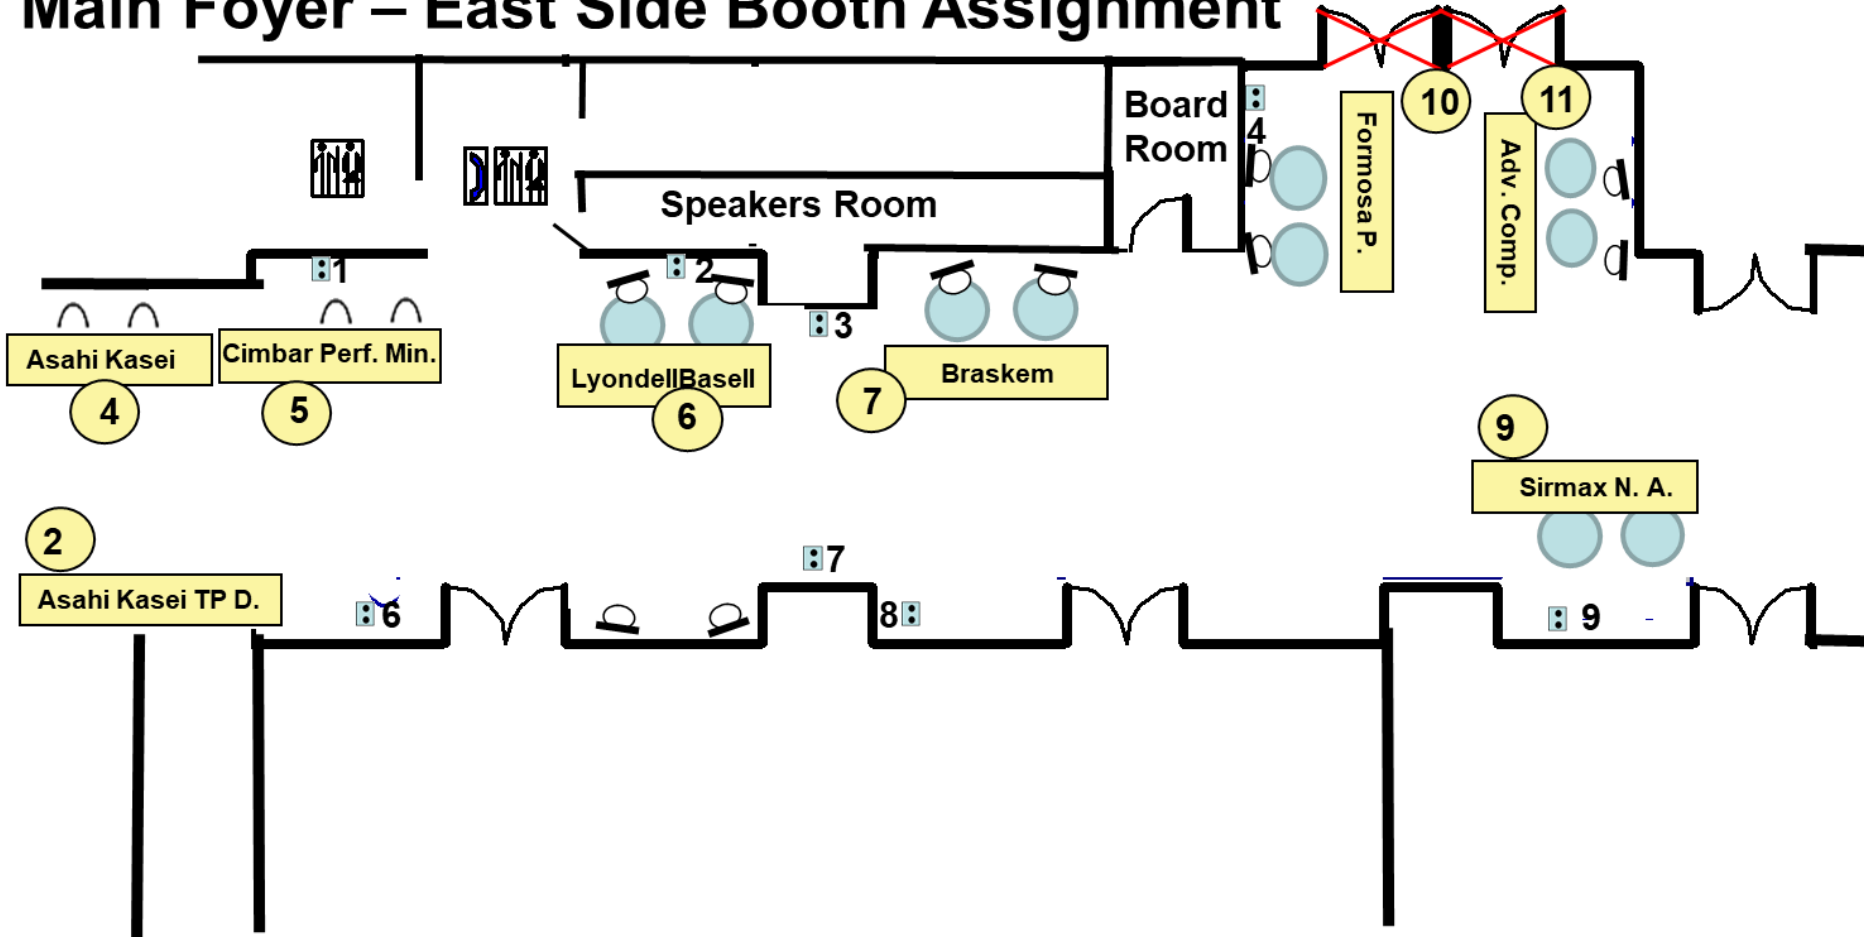 Main Foyer – East Side Booth Assignment
Board
Room
Speakers Room
4
10
11
Formosa P.
Adv. Comp.
1
2
3
Asahi Kasei
Cimbar Perf. Min.
LyondellBasell
Braskem
4
5
6
7
9
Sirmax N. A.
2
Asahi Kasei TP D.
6
7
8
9